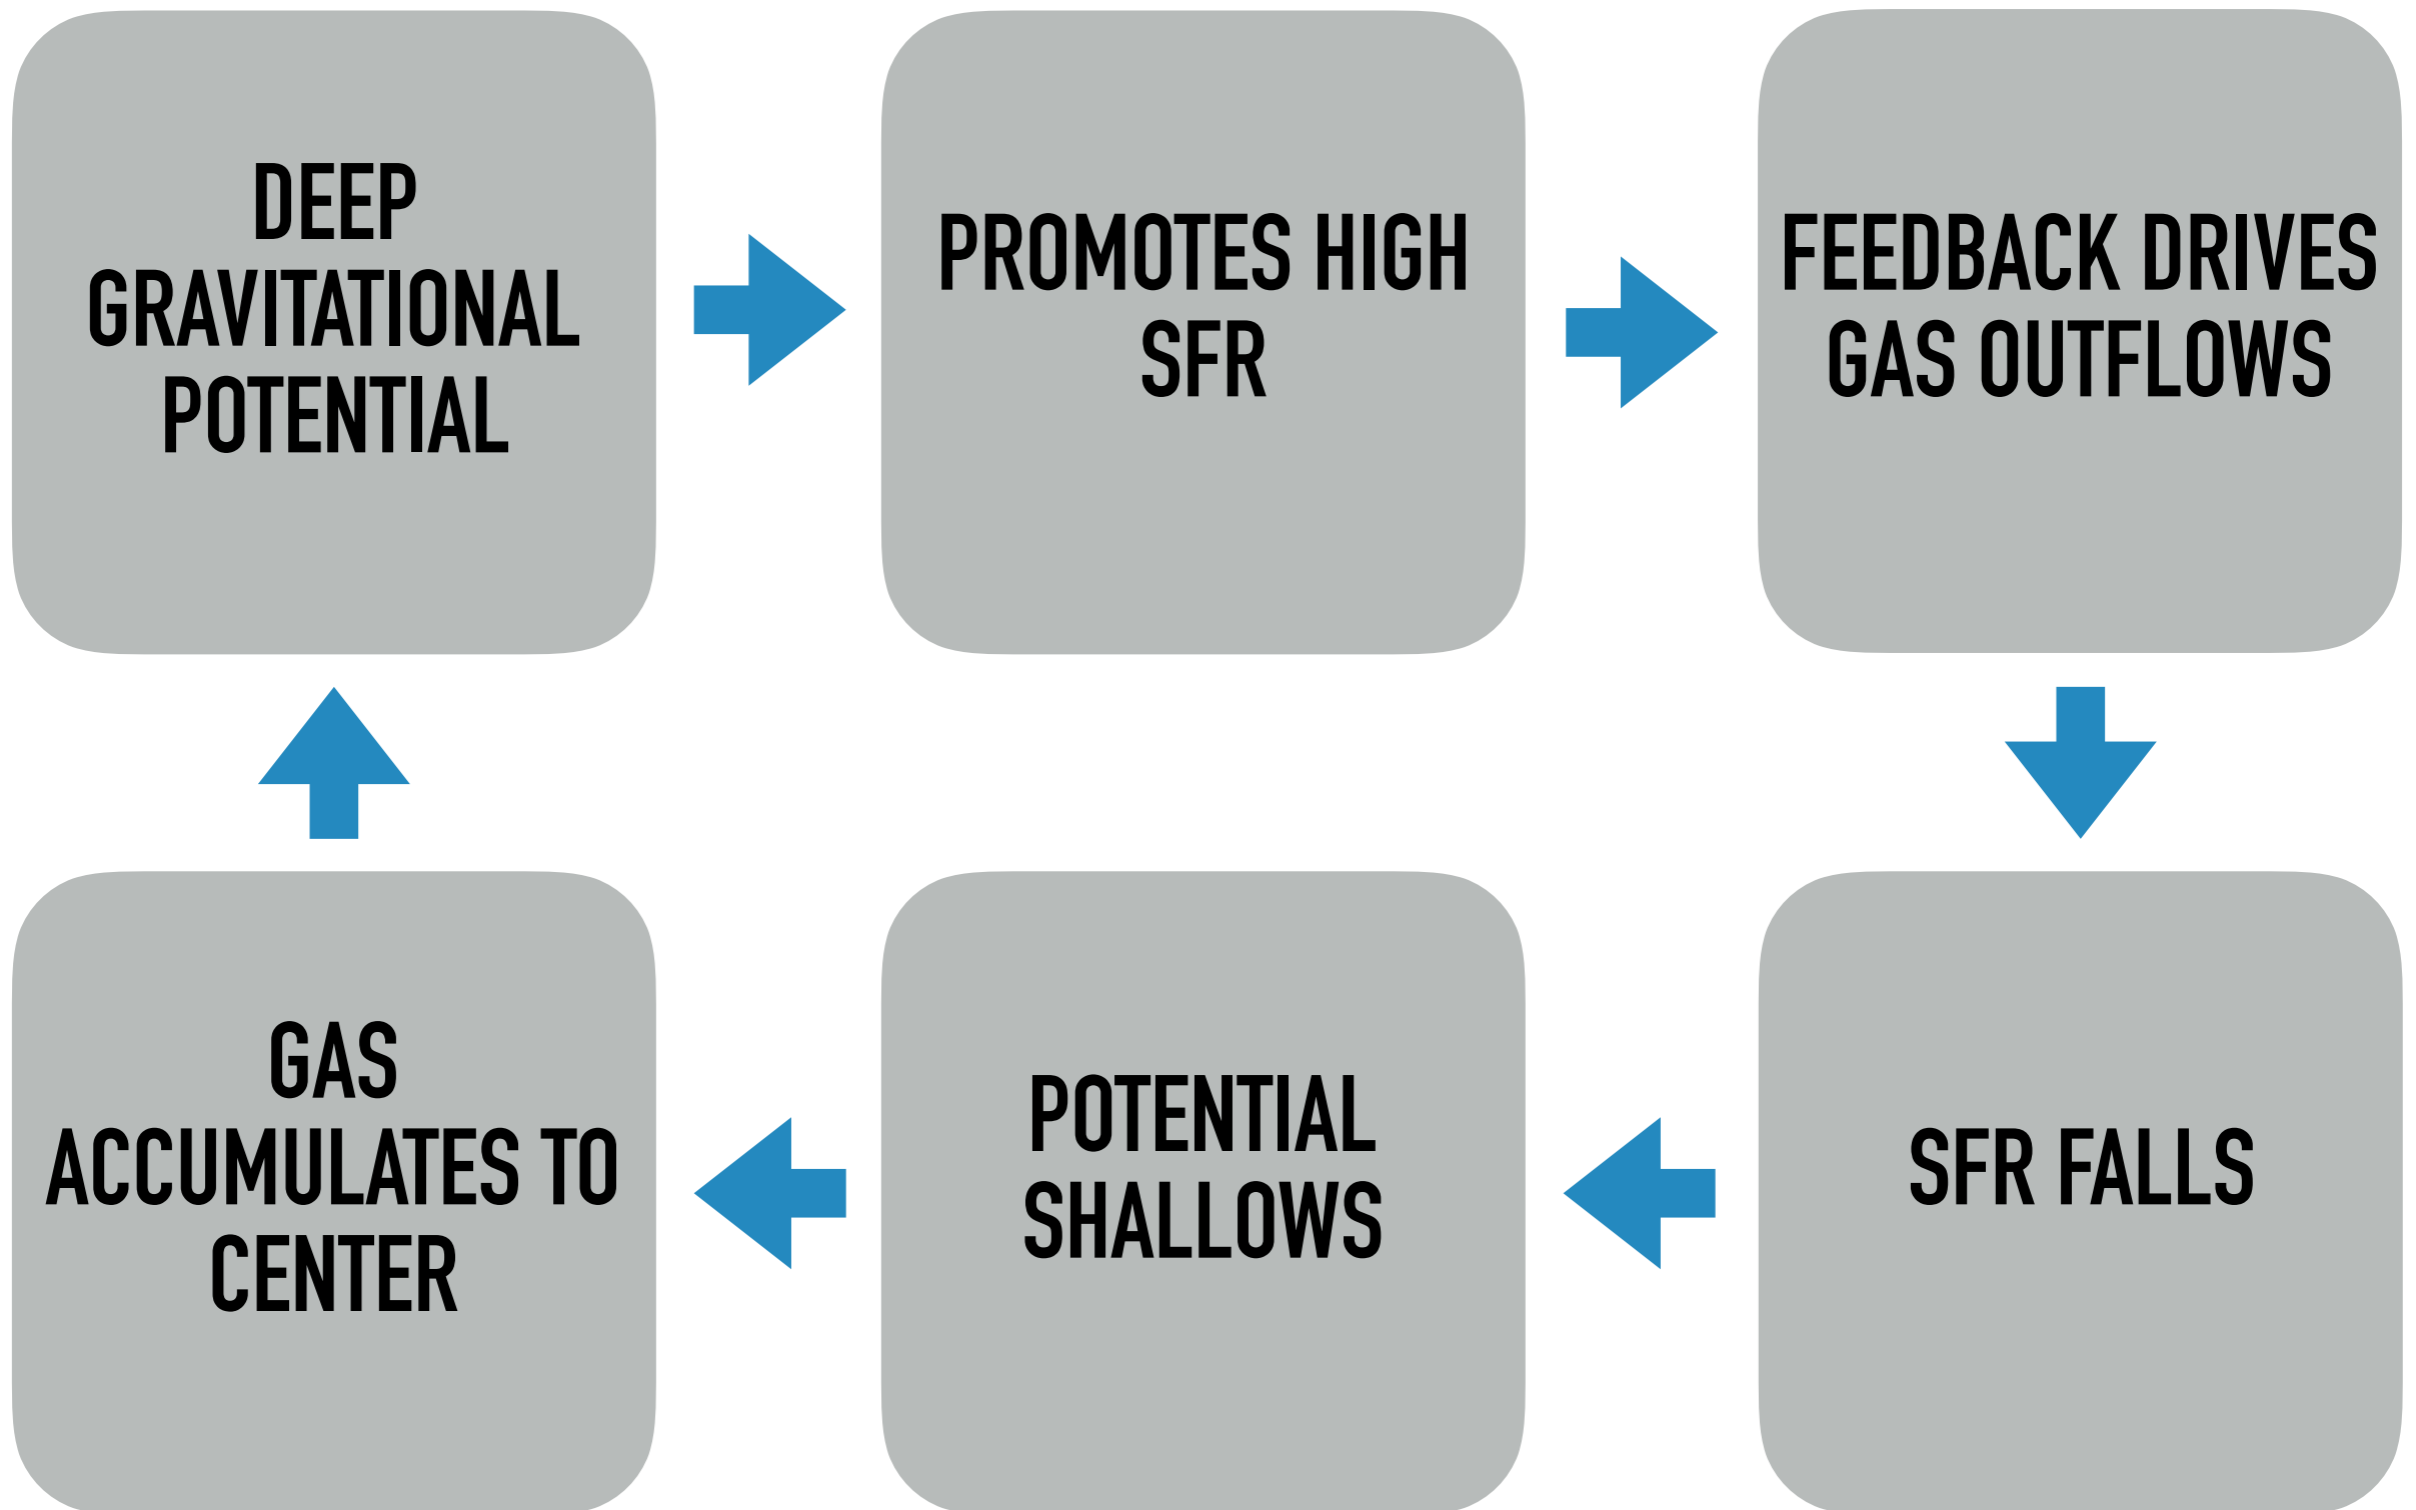 DEEP
GRAVITATIONAL
POTENTIAL
PROMOTES HIGH
SFR
FEEDBACK DRIVES
GAS OUTFLOWS
SFR FALLS
POTENTIAL
SHALLOWS
GAS
ACCUMULATES TO
CENTER